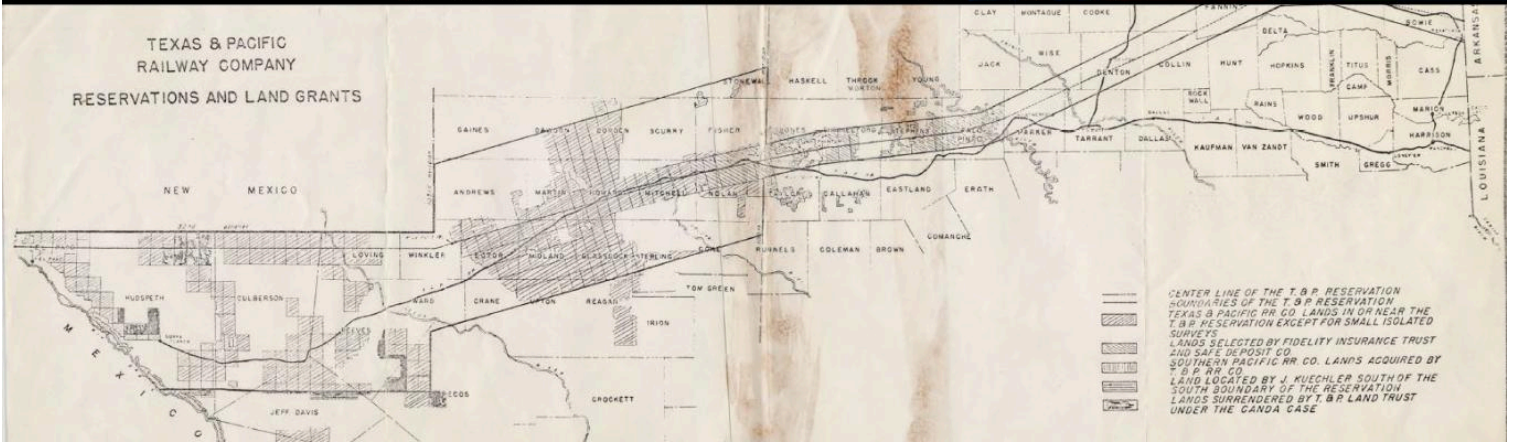 TEXAS & PACIFIC
RAILWAY COMPANY
RESERVATIONS AND LAND GRANTS
CLAY MONTAGUE COOKE FANNIN BOWIE
ARKANSAS
DELTA
WISE
JACK DENTON COLLIN HUNT HOPKINS FRANKLIN TITUS MORRIS CASS
CAMP
STONEWALL HASKELL THROCK MORTON YOUNG
ROCK WALL RAINS WOOD UPSHUR MARION
GAINES DAWSON BORDEN SCURRY FISHER JONES SHACKELFORD STEPHENS PALO PINTO PARKER TARRANT DALLAS
HARRISON
KAUFMAN VAN ZANDT SMITH GREGG
LOUISIANA
NEW MEXICO
ANDREWS MARTIN HOWARD MITCHELL NOLAN TAYLOR CALLAHAN EASTLAND ERATH
COMANCHE
LOVING WINKLER ECTOR MIDLAND GLASSCOCK STERLING COKE RUNNELS COLEMAN BROWN
HUDSPETH CULBERSON WARD CRANE UPTON REAGAN TOM GREEN
REEVES IRION
MEXICO
JEFF DAVIS PECOS CROCKETT
CENTER LINE OF THE T. & P. RESERVATION
BOUNDARIES OF THE T. & P. RESERVATION
TEXAS & PACIFIC RR. CO. LANDS IN OR NEAR THE
T. & P. RESERVATION EXCEPT FOR SMALL ISOLATED
SURVEYS
LANDS SELECTED BY FIDELITY INSURANCE TRUST
AND SAFE DEPOSIT CO.
SOUTHERN PACIFIC RR. CO. LANDS ACQUIRED BY
T. & P. RR. CO.
LAND LOCATED BY J. KUECHLER SOUTH OF THE
SOUTH BOUNDARY OF THE RESERVATION
LANDS SURRENDERED BY T. & P. LAND TRUST
UNDER THE CANDA CASE